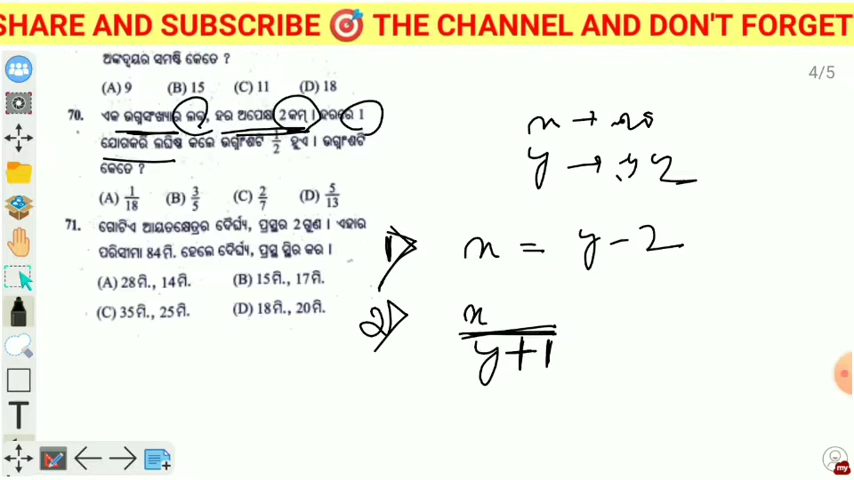 SHARE AND SUBSCRIBE 🎯 THE CHANNEL AND DON'T FORGET
4/5
ଅଙ୍କଦ୍ୱୟର ସମଷ୍ଟି କେତେ ?
(A) 9 (B) 15 (C) 11 (D) 18
70. ଏକ ଭଗ୍ନସଂଖ୍ୟାର ଲବ, ହର ଅପେକ୍ଷା 2 କମ୍ । ହରରେ 1
ଯୋଗକରି ଲଘିଷ୍ଠ କଲେ ଭଗ୍ନାଂଶଟି 1/2 ହୁଏ । ଭଗ୍ନାଂଶଟି
କେତେ ?
(A) 1/18 (B) 3/5 (C) 2/7 (D) 5/13
71. ଗୋଟିଏ ଆୟତକ୍ଷେତ୍ରର ଦୈର୍ଘ୍ୟ, ପ୍ରସ୍ଥର 2 ଗୁଣ । ଏହାର
ପରିସୀମା 84 ମି. ହେଲେ ଦୈର୍ଘ୍ୟ, ପ୍ରସ୍ଥ ସ୍ଥିର କର ।
(A) 28 ମି., 14 ମି. (B) 15 ମି., 17 ମି.
(C) 35 ମି., 25 ମି. (D) 18 ମି., 20 ମି.
x →
y →
1) x = y - 2
2) x
y + 1
T
my